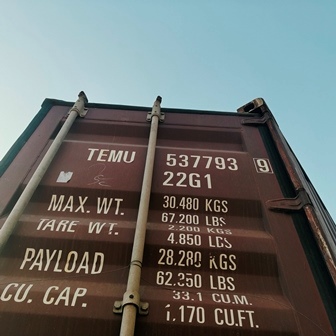 TEMU 537793 9
22G1
MAX. WT. 30.480 KGS
67.200 LBS
TARE WT. 2.200 KGS
4.850 LBS
PAYLOAD 28.280 KGS
62.350 LBS
CU. CAP. 33.1 CU.M.
1.170 CU.FT.